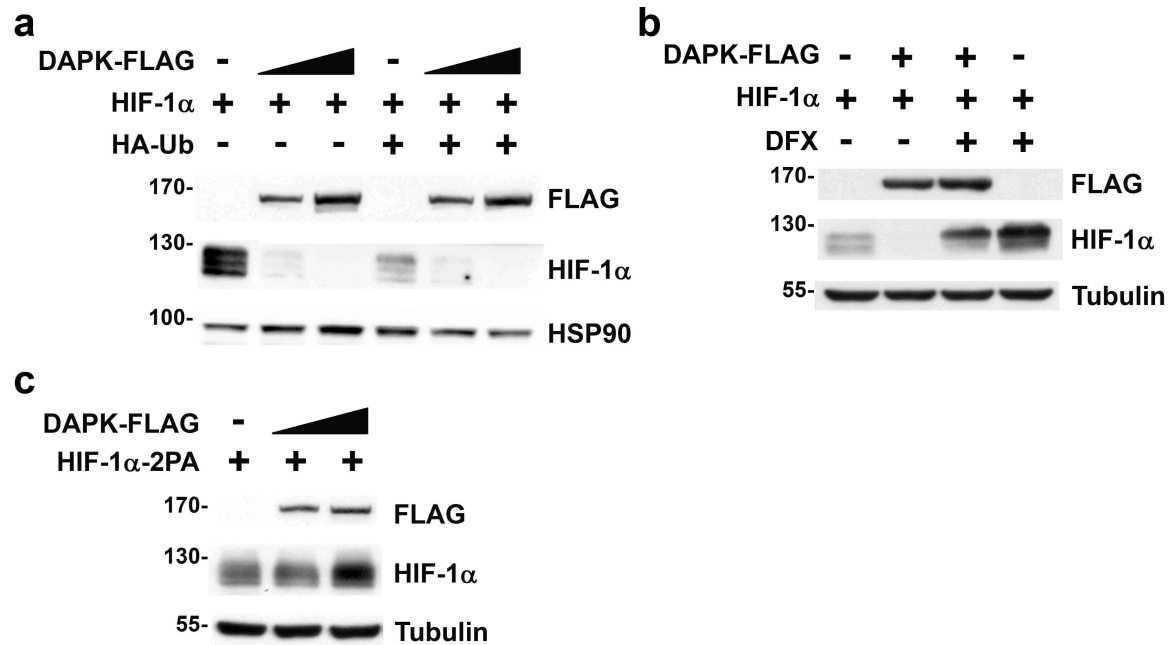 a
DAPK-FLAG - -
HIF-1α + + + + + +
HA-Ub - - - + + +
170- FLAG
130- HIF-1α
100- HSP90
b
DAPK-FLAG - + + -
HIF-1α + + + +
DFX - - + +
170- FLAG
130- HIF-1α
55- Tubulin
c
DAPK-FLAG -
HIF-1α-2PA + + +
170- FLAG
130- HIF-1α
55- Tubulin